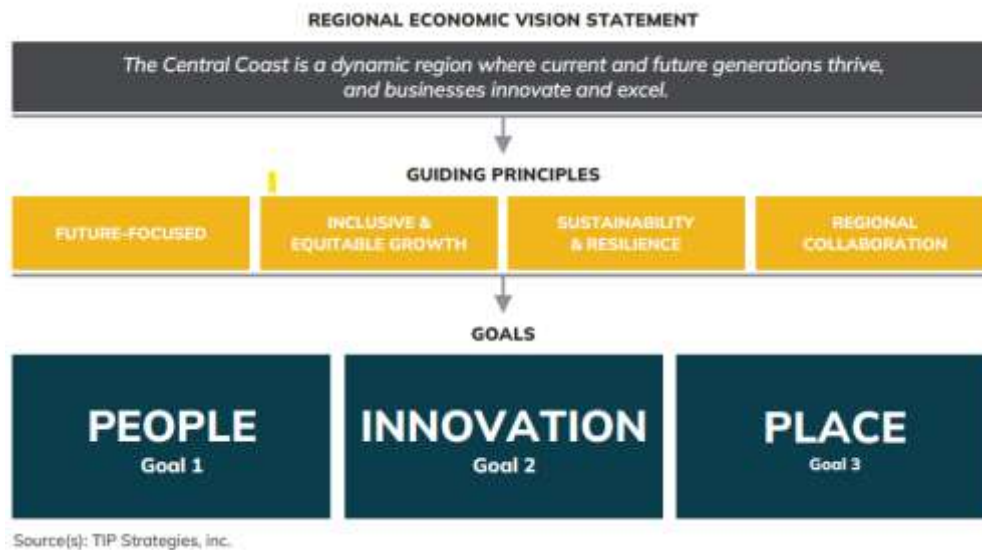 REGIONAL ECONOMIC VISION STATEMENT
The Central Coast is a dynamic region where current and future generations thrive,
and businesses innovate and excel.
GUIDING PRINCIPLES
FUTURE-FOCUSED
INCLUSIVE &
EQUITABLE GROWTH
SUSTAINABILITY
& RESILIENCE
REGIONAL
COLLABORATION
GOALS
PEOPLE
Goal 1
INNOVATION
Goal 2
PLACE
Goal 3
Source(s): TIP Strategies, inc.